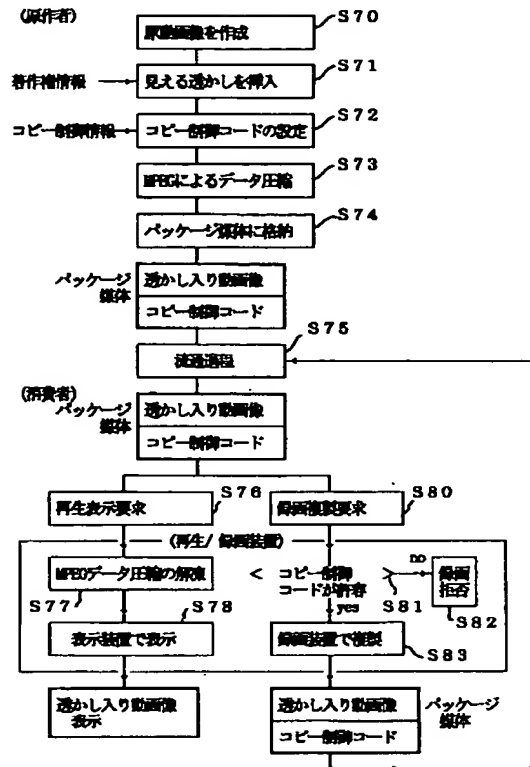 (原作者)
原動画像を作成
S70
著作権情報
見える透かしを挿入
S71
コピー制御情報
コピー制御コードの設定
S72
MPEGによるデータ圧縮
S73
パッケージ媒体に格納
S74
パッケージ
媒体
透かし入り動画像
コピー制御コード
流通過程
S75
(消費者)
パッケージ
媒体
透かし入り動画像
コピー制御コード
再生表示要求
S76
録画複製要求
S80
(再生/録画装置)
MPEGデータ圧縮の解凍
S77
コピー制御
コードが許容
S81
no
yes
録画
拒否
S82
表示装置で表示
S78
録画装置で複製
S83
透かし入り動画像
表示
透かし入り動画像
コピー制御コード
パッケージ
媒体